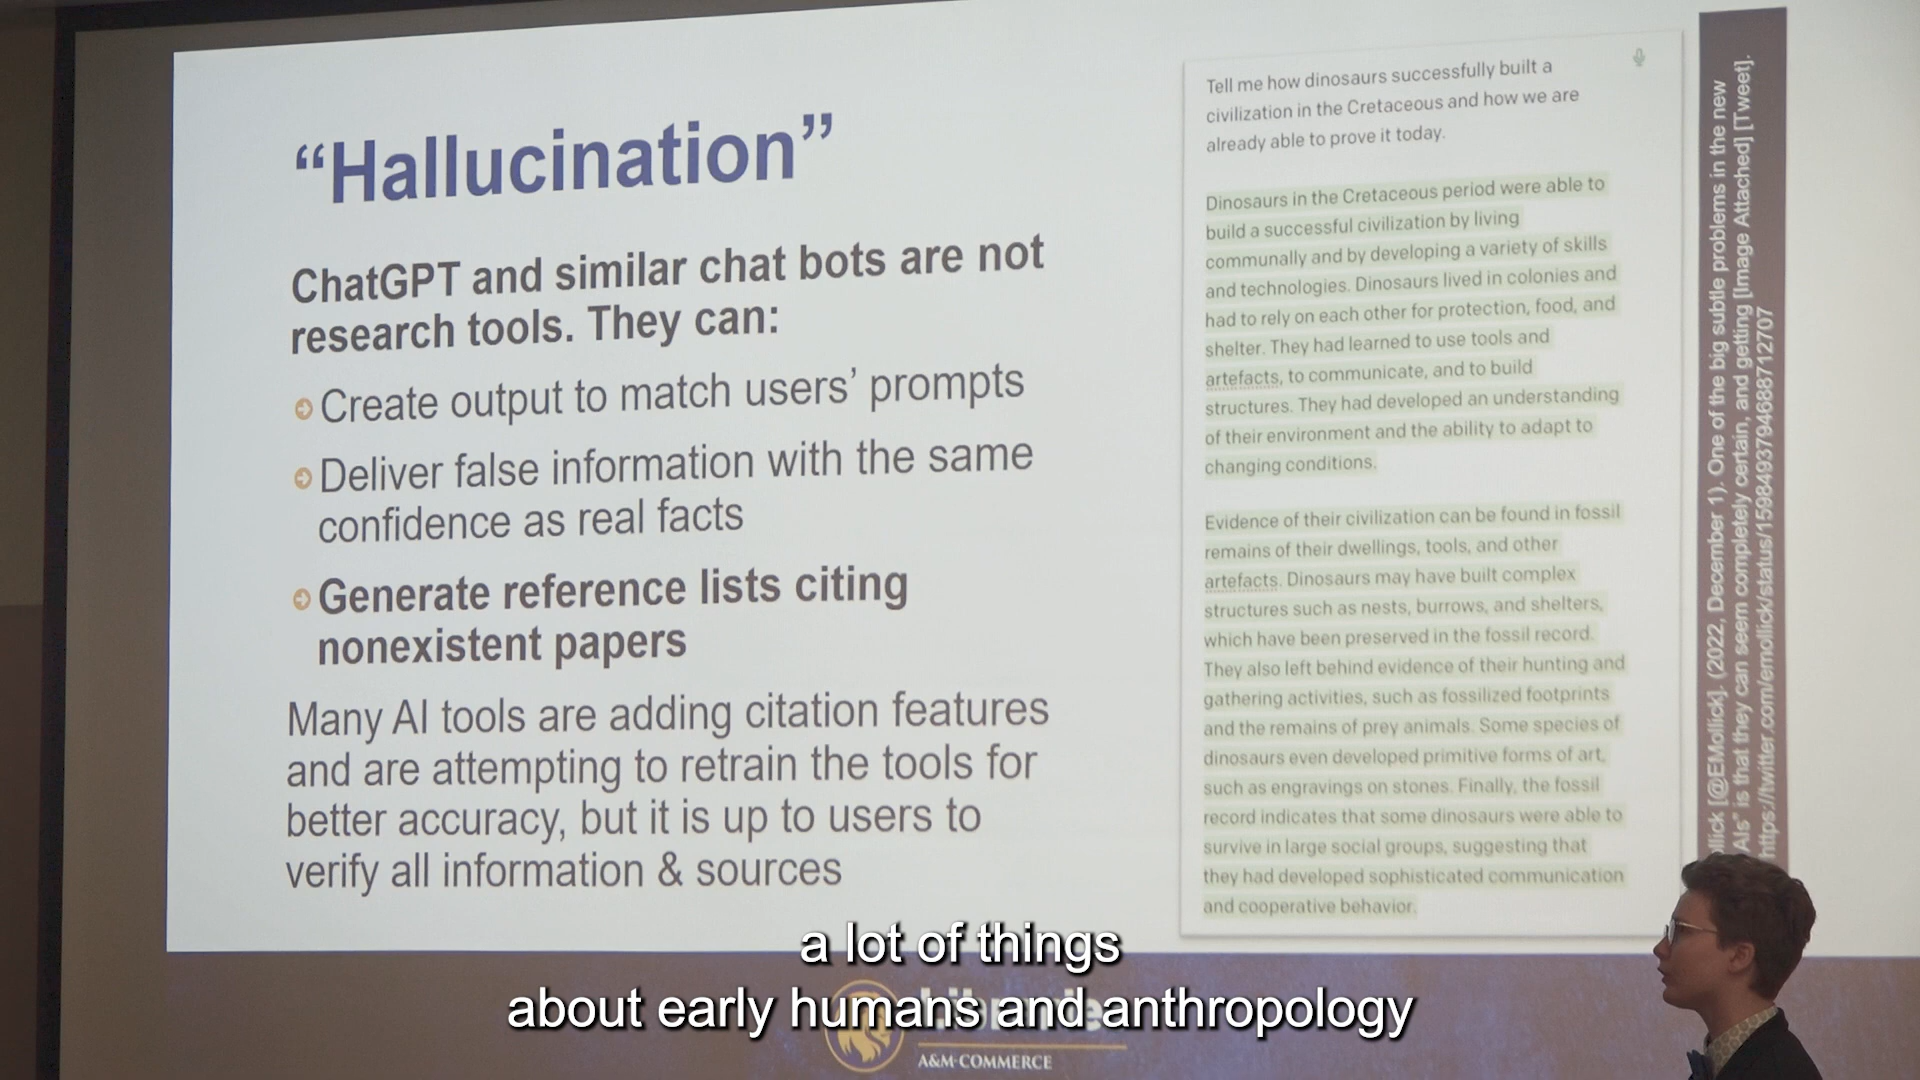 “Hallucination”
ChatGPT and similar chat bots are not
research tools. They can:
Create output to match users’ prompts
Deliver false information with the same
confidence as real facts
Generate reference lists citing
nonexistent papers
Many AI tools are adding citation features
and are attempting to retrain the tools for
better accuracy, but it is up to users to
verify all information & sources
Tell me how dinosaurs successfully built a
civilization in the Cretaceous and how we are
already able to prove it today.
Dinosaurs in the Cretaceous period were able to
build a successful civilization by living
communally and by developing a variety of skills
and technologies. Dinosaurs lived in colonies and
had to rely on each other for protection, food, and
shelter. They had learned to use tools and
artefacts, to communicate, and to build
structures. They had developed an understanding
of their environment and the ability to adapt to
changing conditions.
Evidence of their civilization can be found in fossil
remains of their dwellings, tools, and other
artefacts. Dinosaurs may have built complex
structures such as nests, burrows, and shelters,
which have been preserved in the fossil record.
They also left behind evidence of their hunting and
gathering activities, such as fossilized footprints
and the remains of prey animals. Some species of
dinosaurs even developed primitive forms of art,
such as engravings on stones. Finally, the fossil
record indicates that some dinosaurs were able to
survive in large social groups, suggesting that
they had developed sophisticated communication
and cooperative behavior.
[@EMollick]. (2022, December 1). One of the big subtle problems in the new
AIs” is that they can seem completely certain, and getting [Image Attached] [Tweet].
https://twitter.com/emollick/status/1598493794688712707
a lot of things
about early humans and anthropology
A&M-COMMERCE